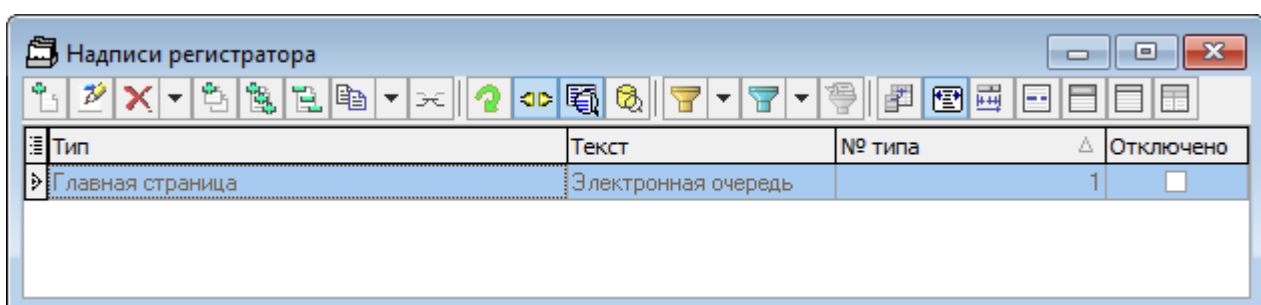 Надписи регистратора
Тип Текст № типа Отключено
Главная страница Электронная очередь 1